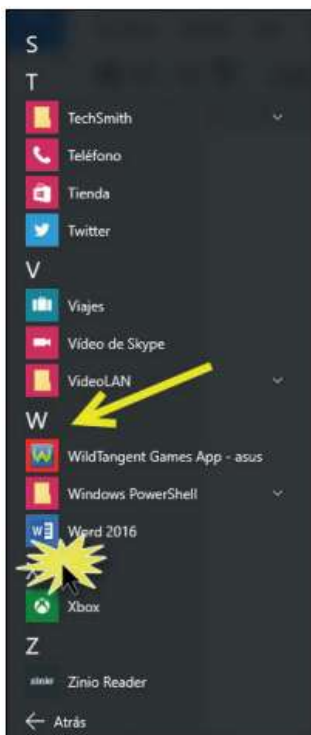 S
T
TechSmith
Teléfono
Tienda
Twitter
V
Viajes
Vídeo de Skype
VideoLAN
W
WildTangent Games App - asus
Windows PowerShell
Word 2016
X
Xbox
Z
Zinio Reader
Atrás